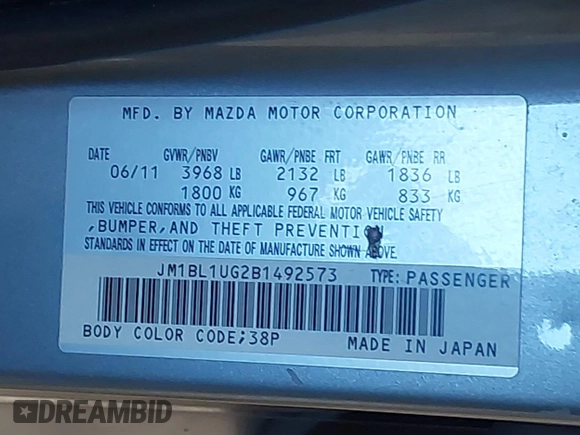 MFD. BY MAZDA MOTOR CORPORATION
DATE GVWR/PNBV GAWR/PNBE FRT GAWR/PNBE RR
06/11 3968 LB 2132 LB 1836 LB
1800 KG 967 KG 833 KG
THIS VEHICLE CONFORMS TO ALL APPLICABLE FEDERAL MOTOR VEHICLE SAFETY
,BUMPER,AND THEFT PREVENTION
STANDARDS IN EFFECT ON THE DATE OF MANUFACTURE SHOWN ABOVE.
JM1BL1UG2B1492573 TYPE: PASSENGER
BODY COLOR CODE;38P MADE IN JAPAN
DREAMBID